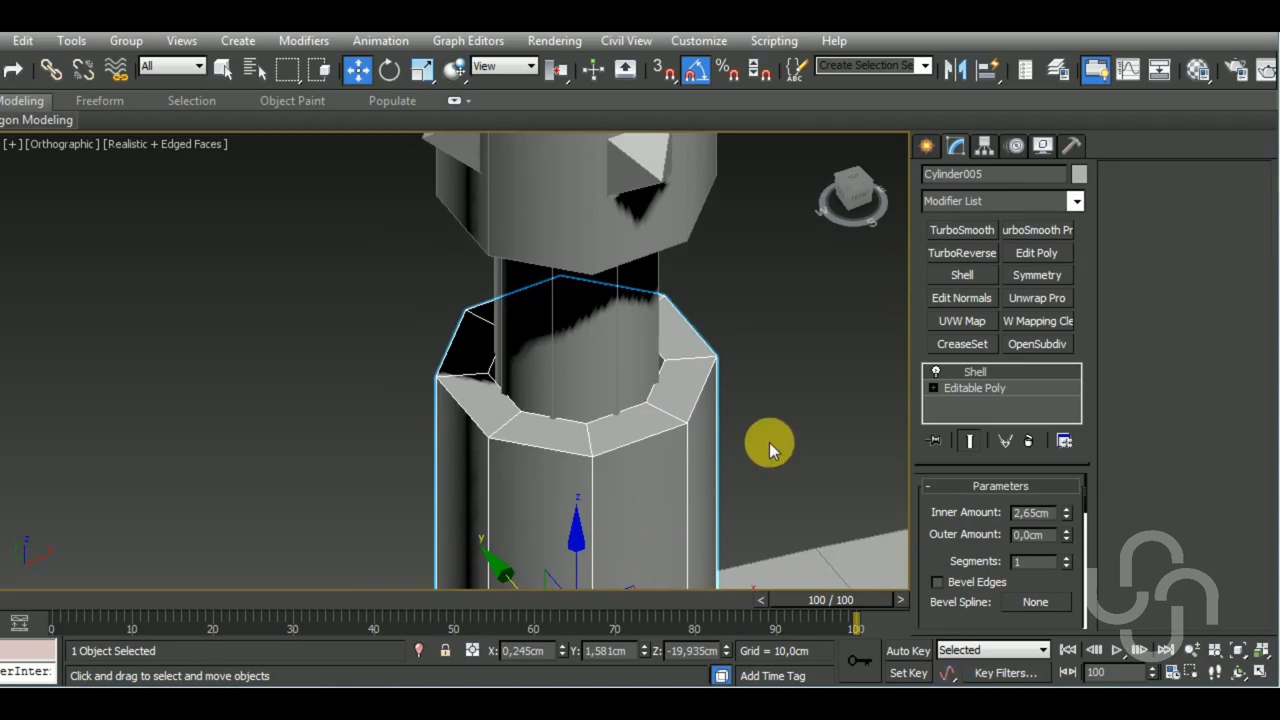 Edit Tools Group Views Create Modifiers Animation Graph Editors Rendering Civil View Customize Scripting Help
All View 3 % ABC Create Selection Se
Modeling Freeform Selection Object Paint Populate
gon Modeling
[+] [Orthographic] [Realistic + Edged Faces]
Cylinder005
Modifier List
TurboSmooth urboSmooth Pr
TurboReverse Edit Poly
Shell Symmetry
Edit Normals Unwrap Pro
UVW Map W Mapping Cle
CreaseSet OpenSubdiv
Shell
Editable Poly
- Parameters
Inner Amount: 2,65cm
Outer Amount: 0,0cm
Segments: 1
Bevel Edges
Bevel Spline: None
z
y
z
x
< 100 / 100 >
0 10 20 30 40 50 60 70 80 90 100
1 Object Selected X: 0,245cm Y: 1,581cm Z: -19,935cm Grid = 10,0cm Auto Key Selected
erInter: Click and drag to select and move objects Add Time Tag Set Key Key Filters... 100